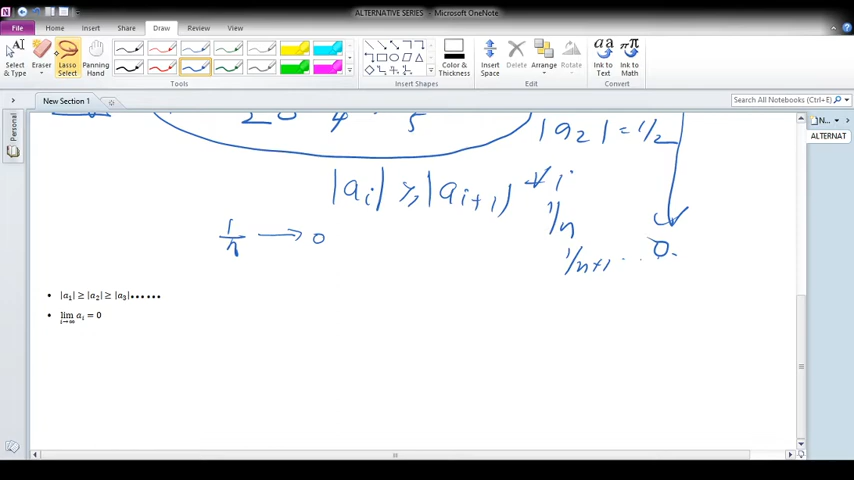 ALTERNATIVE SERIES - Microsoft OneNote
File Home Insert Share Draw Review View
Select & Type Eraser Lasso Select Panning Hand Color & Thickness Insert Space Delete Arrange Ink to Text Ink to Math
Tools Insert Shapes Edit Convert
New Section 1 Search All Notebooks (Ctrl+E)
Personal
N...
ALTERNAT
4 5
|a₂| = 1/2
|aᵢ| ≥ |aᵢ₊₁| ∀ i
1/n
1/n → 0
1/n+1 ... 0.
• |a₁| ≥ |a₂| ≥ |a₃|......
• lim i→∞ aᵢ = 0